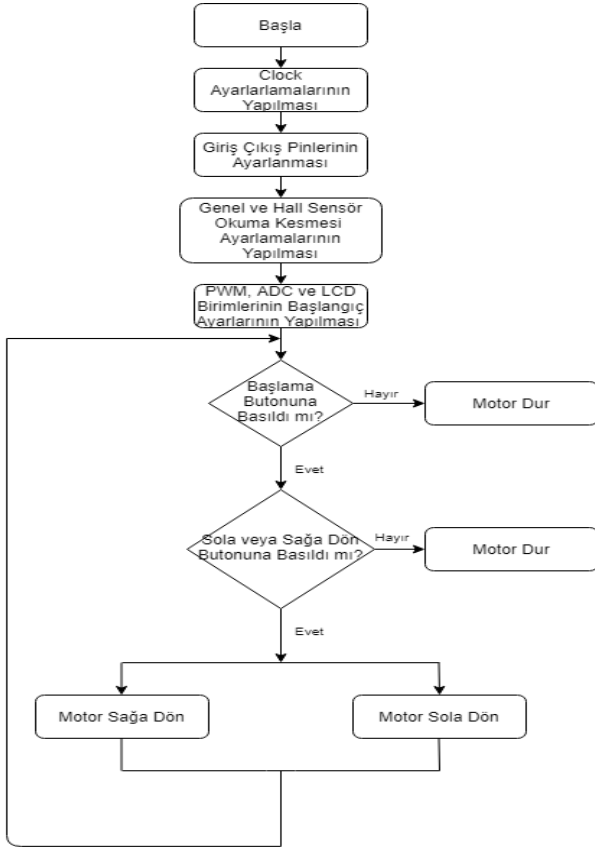 Başla
Clock
Ayarlarlamalarının
Yapılması
Giriş Çıkış Pinlerinin
Ayarlanması
Genel ve Hall Sensör
Okuma Kesmesi
Ayarlamalarının
Yapılması
PWM, ADC ve LCD
Birimlerinin Başlangıç
Ayarlarının Yapılması
Başlama
Butonuna
Basıldı mı?
Hayır
Motor Dur
Evet
Sola veya Sağa Dön
Butonuna Basıldı mı?
Hayır
Motor Dur
Evet
Motor Sağa Dön
Motor Sola Dön